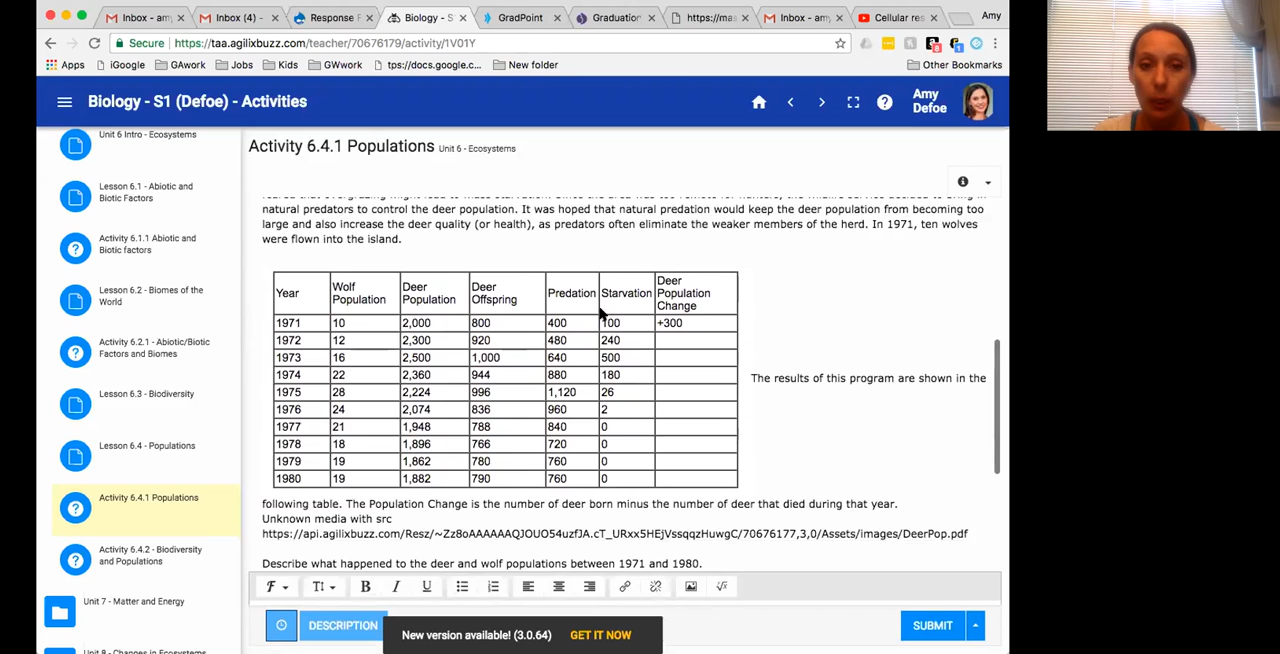 Inbox - am
Inbox (4) -
Response F
Biology - S
GradPoint
Graduation
https://ma
Inbox - am
Cellular re
Amy
Secure
https://taa.agilixbuzz.com/teacher/70676179/activity/1V01Y
Apps
iGoogle
GAwork
Jobs
Kids
GWwork
tps://docs.google.c...
New folder
Other Bookmarks
Biology - S1 (Defoe) - Activities
Amy
Defoe
Unit 6 Intro - Ecosystems
Lesson 6.1 - Abiotic and
Biotic Factors
Activity 6.1.1 Abiotic and
Biotic factors
Lesson 6.2 - Biomes of the
World
Activity 6.2.1 - Abiotic/Biotic
Factors and Biomes
Lesson 6.3 - Biodiversity
Lesson 6.4 - Populations
Activity 6.4.1 Populations
Activity 6.4.2 - Biodiversity
and Populations
Unit 7 - Matter and Energy
Unit 8 - Changes in Ecosystems
Activity 6.4.1 Populations Unit 6 - Ecosystems
natural predators to control the deer population. It was hoped that natural predation would keep the deer population from becoming too
large and also increase the deer quality (or health), as predators often eliminate the weaker members of the herd. In 1971, ten wolves
were flown into the island.
Year Wolf Population Deer Population Deer Offspring Predation Starvation Deer Population Change
1971 10 2,000 800 400 100 +300
1972 12 2,300 920 480 240
1973 16 2,500 1,000 640 500
1974 22 2,360 944 880 180
1975 28 2,224 996 1,120 26
1976 24 2,074 836 960 2
1977 21 1,948 788 840 0
1978 18 1,896 766 720 0
1979 19 1,862 780 760 0
1980 19 1,882 790 760 0
The results of this program are shown in the
following table. The Population Change is the number of deer born minus the number of deer that died during that year.
Unknown media with src
https://api.agilixbuzz.com/Resz/~Zz8oAAAAAQJOUO54uzfJA.cT_URxx5HEjVssqqzHuwgC/70676177,3,0/Assets/images/DeerPop.pdf
Describe what happened to the deer and wolf populations between 1971 and 1980.
DESCRIPTION
New version available! (3.0.64)
GET IT NOW
SUBMIT